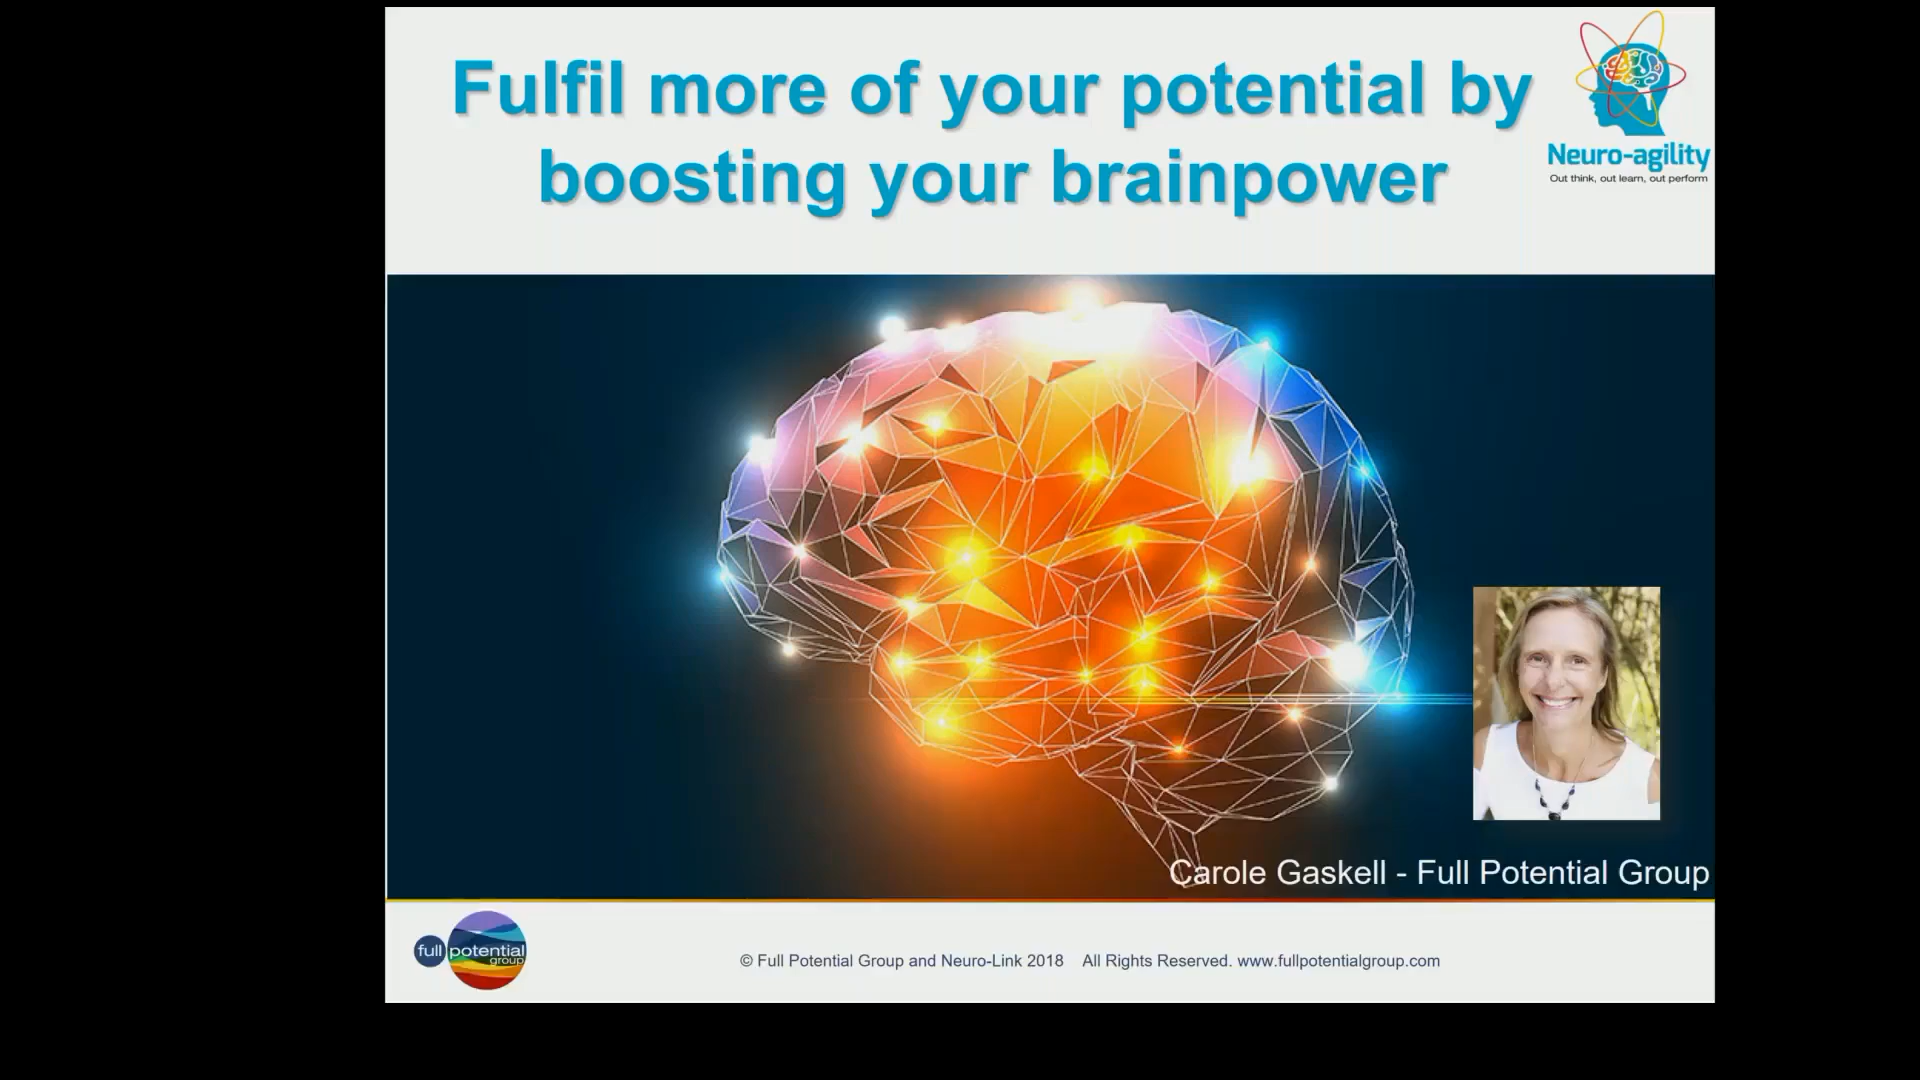 Fulfil more of your potential by
boosting your brainpower
Neuro-agility
Out think, out learn, out perform
Carole Gaskell - Full Potential Group
full potential
group
© Full Potential Group and Neuro-Link 2018    All Rights Reserved. www.fullpotentialgroup.com